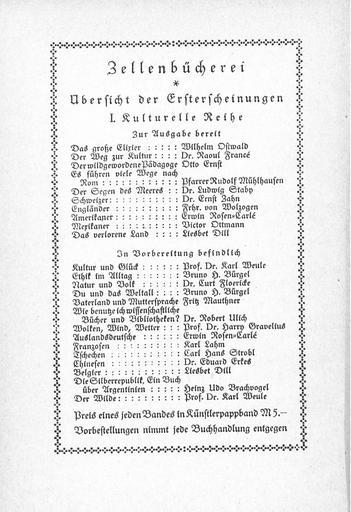 Zellenbücherei
*
Übersicht der Ersterscheinungen
I. Kulturelle Reihe
Zur Ausgabe bereit
Das große Elixier : : : : : Wilhelm Ostwald
Der Weg zur Kultur : : : : Dr. Raoul Francé
Der wildgewordene Pädagoge Otto Ernst
Es führen viele Wege nach
Rom : : : : : : : : : : Pfarrer Rudolf Mühlhausen
Der Segen des Meeres : : Dr. Ludwig Staby
Schweizer : : : : : : : : : Dr. Ernst Zahn
Engländer : : : : : : : : : Frhr. von Wolzogen
Amerikaner : : : : : : : : Erwin Rosen-Carlé
Mexikaner : : : : : : : : : Victor Ottmann
Das verlorene Land : : : : Liesbet Dill
In Vorbereitung befindlich
Kultur und Glück : : : : : Prof. Dr. Karl Weule
Ethik im Alltag : : : : : : Bruno H. Bürgel
Natur und Volk : : : : : : Dr. Curt Floericke
Du und das Weltall : : : : Bruno H. Bürgel
Vaterland und Muttersprache Fritz Mauthner
Wie benutze ich wissenschaftliche
Bücher und Bibliotheken? Dr. Robert Ulich
Wolken, Wind, Wetter : : : Prof. Dr. Harry Gravelius
Auslandsdeutsche : : : : : Erwin Rosen-Carlé
Franzosen : : : : : : : : : Karl Lahm
Tschechen : : : : : : : : : Carl Hans Strobl
Chinesen : : : : : : : : : Dr. Eduard Erkes
Belgier : : : : : : : : : : Liesbet Dill
Die Silberrepublik, Ein Buch
über Argentinien : : : : : Heinz Udo Brachvogel
Der Wilde : : : : : : : : : Prof. Dr. Karl Weule
Preis eines jeden Bandes in Künstlerpappband M 5.—
Vorbestellungen nimmt jede Buchhandlung entgegen